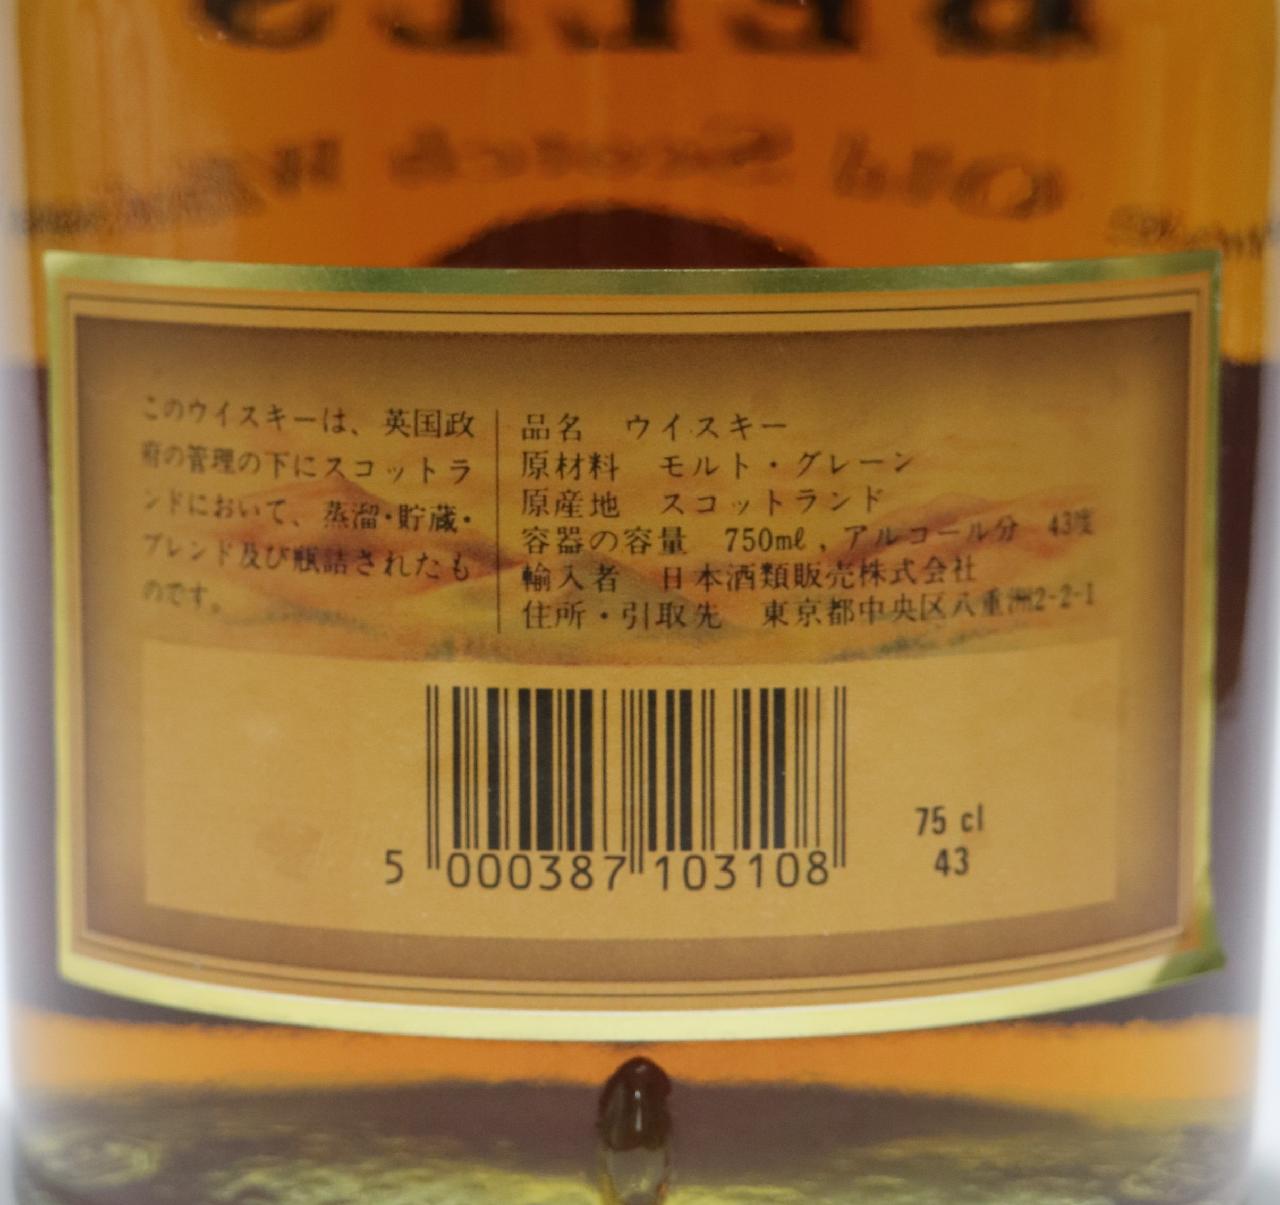 このウイスキーは、英国政
府の管理の下にスコットラ
ンドにおいて、蒸溜・貯蔵・
ブレンド及び瓶詰されたも
のです。
品名 ウイスキー
原材料 モルト・グレーン
原産地 スコットランド
容器の容量 750mℓ, アルコール分 43度
輸入者 日本酒類販売株式会社
住所・引取先 東京都中央区八重洲2-2-1
5 000387 103108
75 cl
43